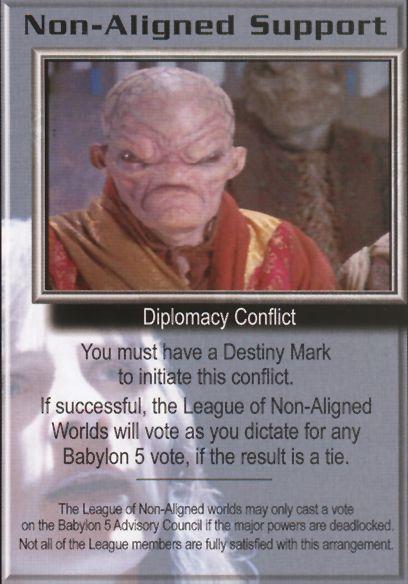 Non-Aligned Support
Diplomacy Conflict
You must have a Destiny Mark
to initiate this conflict.
If successful, the League of Non-Aligned
Worlds will vote as you dictate for any
Babylon 5 vote, if the result is a tie.
The League of Non-Aligned worlds may only cast a vote
on the Babylon 5 Advisory Council if the major powers are deadlocked.
Not all of the League members are fully satisfied with this arrangement.